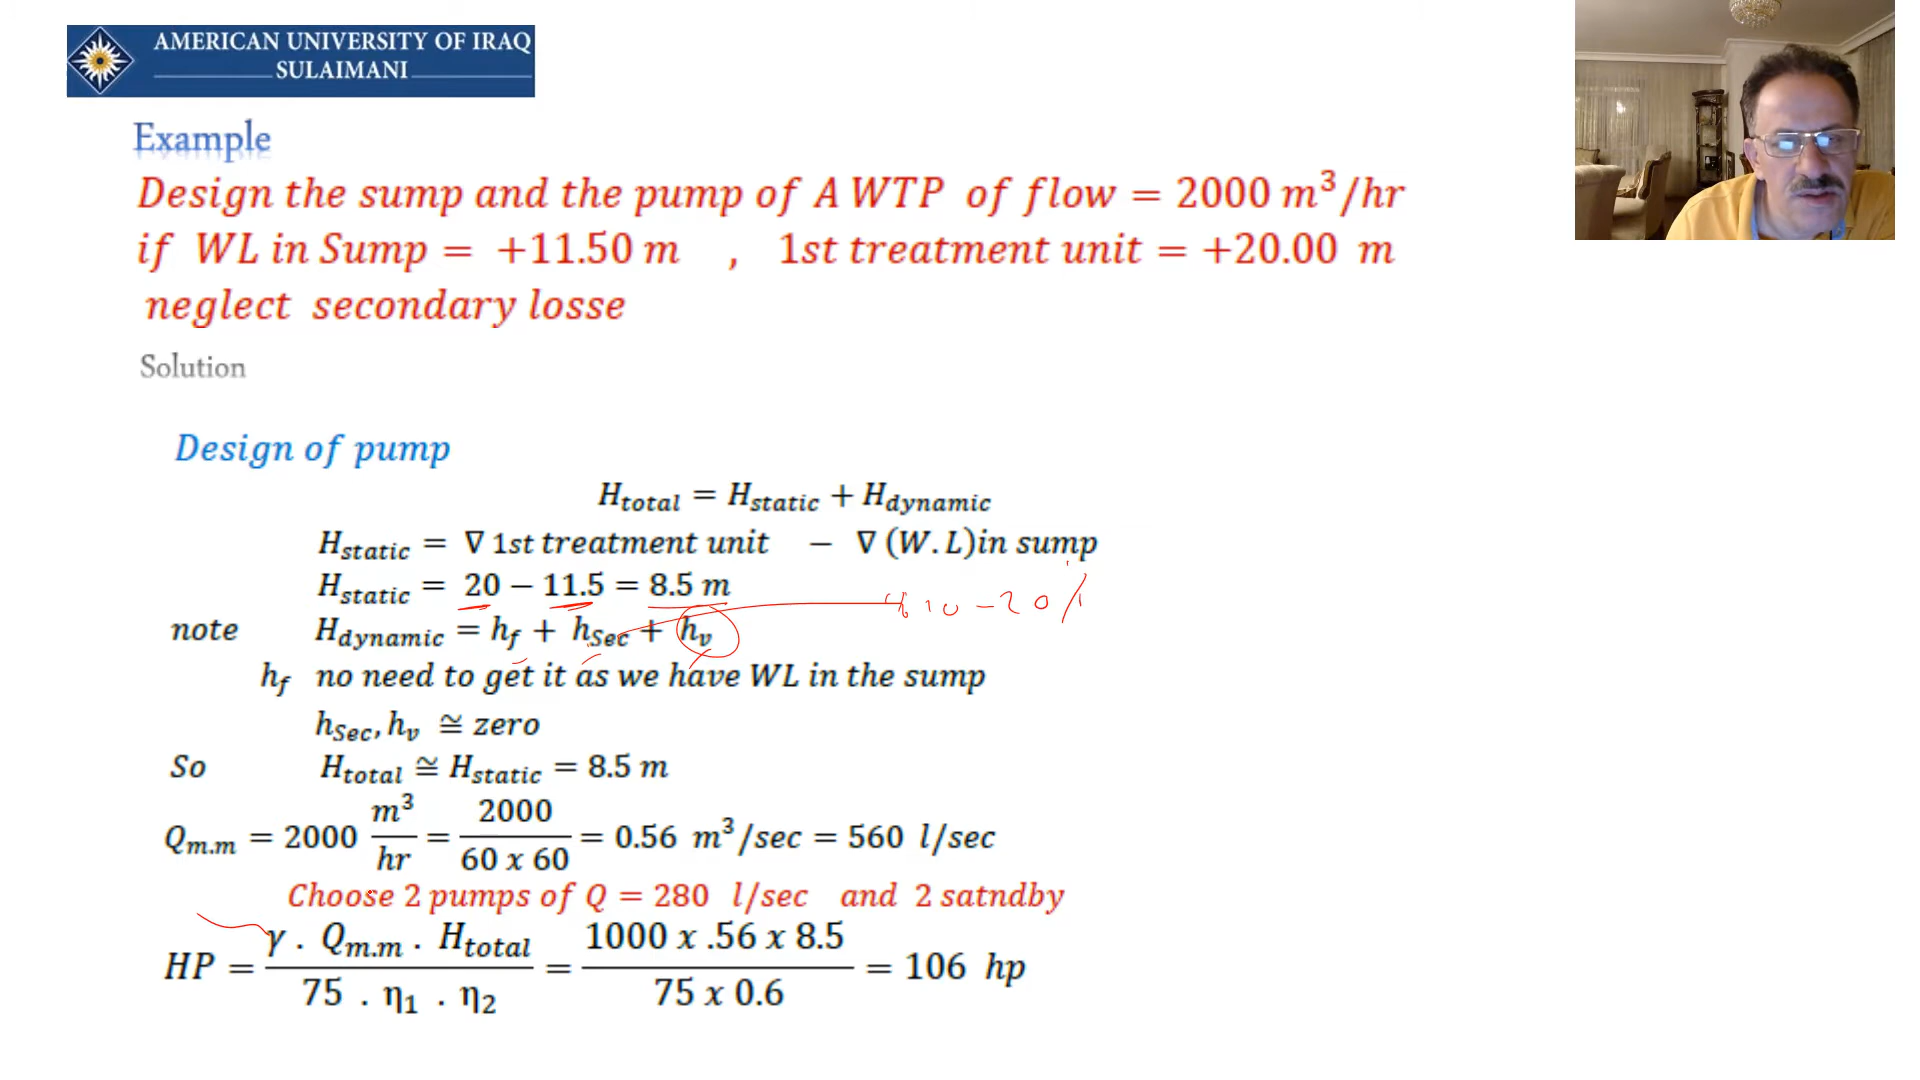 AMERICAN UNIVERSITY OF IRAQ
SULAIMANI
Example
Design the sump and the pump of A WTP of flow = 2000 m³/hr
if WL in Sump = +11.50 m , 1st treatment unit = +20.00 m
neglect secondary losse
Solution
Design of pump
H_total = H_static + H_dynamic
H_static = ∇ 1st treatment unit − ∇ (W.L)in sump
H_static = 20 − 11.5 = 8.5 m
10 - 20 %
note H_dynamic = h_f + h_Sec + h_v
h_f no need to get it as we have WL in the sump
h_Sec, h_v ≅ zero
So H_total ≅ H_static = 8.5 m
Q_m.m = 2000 m³/hr = 2000/(60 x 60) = 0.56 m³/sec = 560 l/sec
Choose 2 pumps of Q = 280 l/sec and 2 satndby
HP = (γ . Q_m.m . H_total)/(75 . η₁ . η₂) = (1000 x .56 x 8.5)/(75 x 0.6) = 106 hp